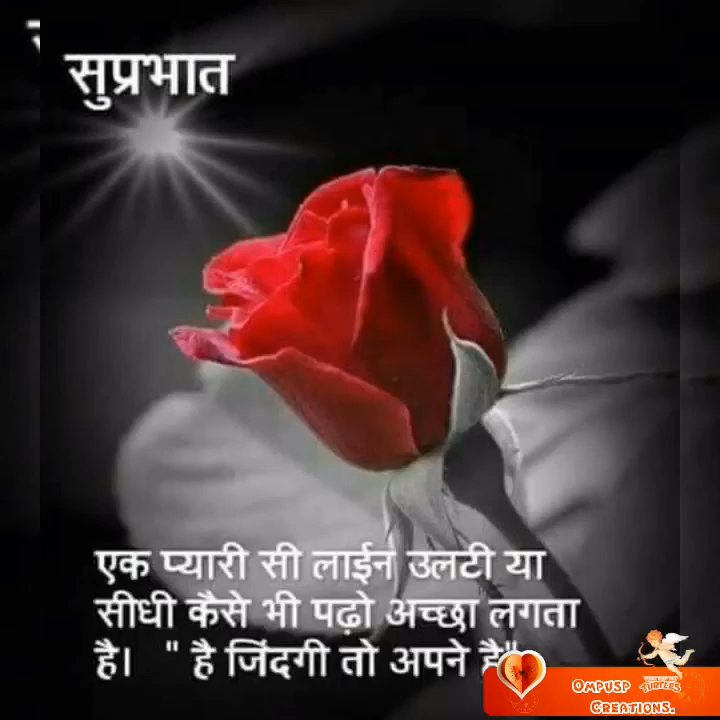 सुप्रभात
एक प्यारी सी लाईन उलटी या
सीधी कैसे भी पढ़ो अच्छा लगता
है। " है जिंदगी तो अपने है"
OMPUSP
CREATIONS.